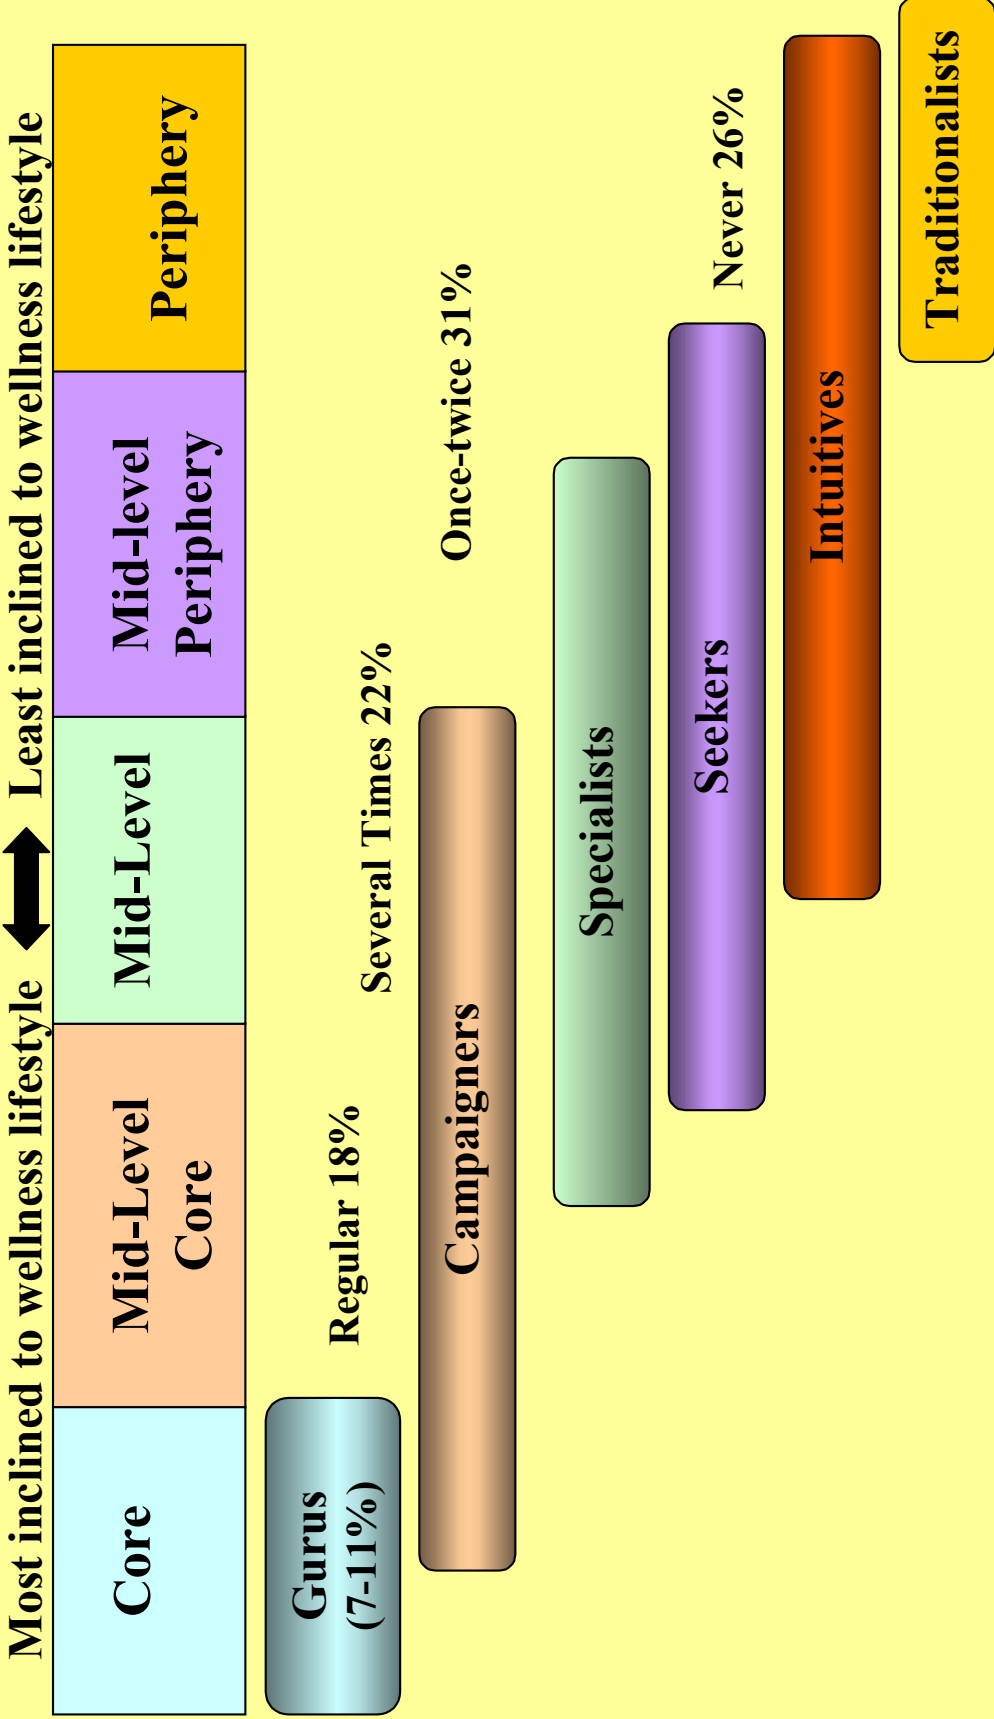 Most inclined to wellness lifestyle
Least inclined to wellness lifestyle
Core
Mid-Level
Core
Mid-Level
Mid-level
Periphery
Periphery
Gurus
(7-11%)
Regular 18%
Several Times 22%
Campaigners
Once-twice 31%
Specialists
Seekers
Never 26%
Intuitives
Traditionalists